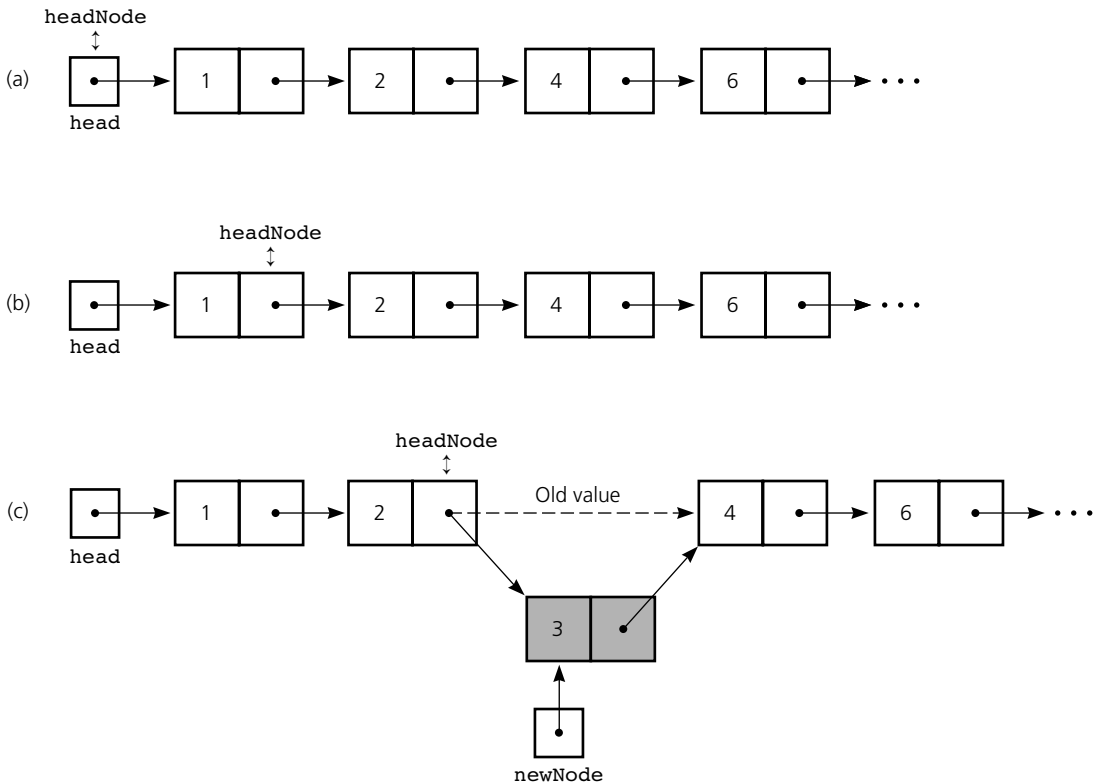 headNode
(a) 1 2 4 6 • • •
head
headNode
(b) 1 2 4 6 • • •
head
headNode
Old value
(c) 1 2 4 6 • • •
head
3
newNode